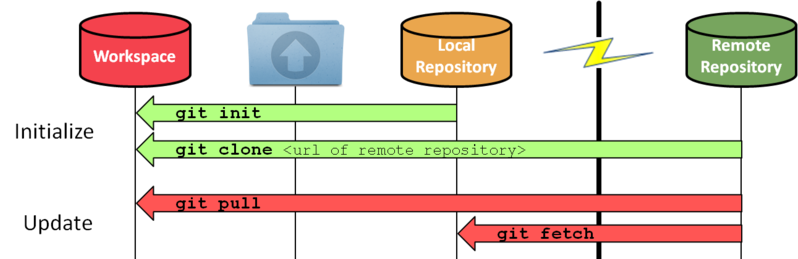 Workspace
Local
Repository
Remote
Repository
Initialize
git init
git clone <url of remote repository>
Update
git pull
git fetch